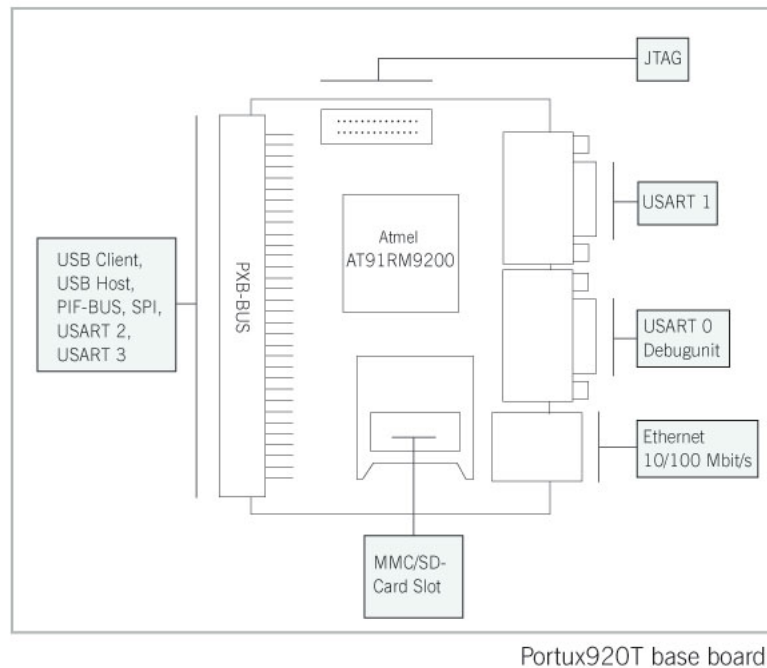 JTAG
USART 1
Atmel
AT91RM9200
PXB-BUS
USB Client,
USB Host,
PIF-BUS, SPI,
USART 2,
USART 3
USART 0
Debugunit
Ethernet
10/100 Mbit/s
MMC/SD-
Card Slot
Portux920T base board